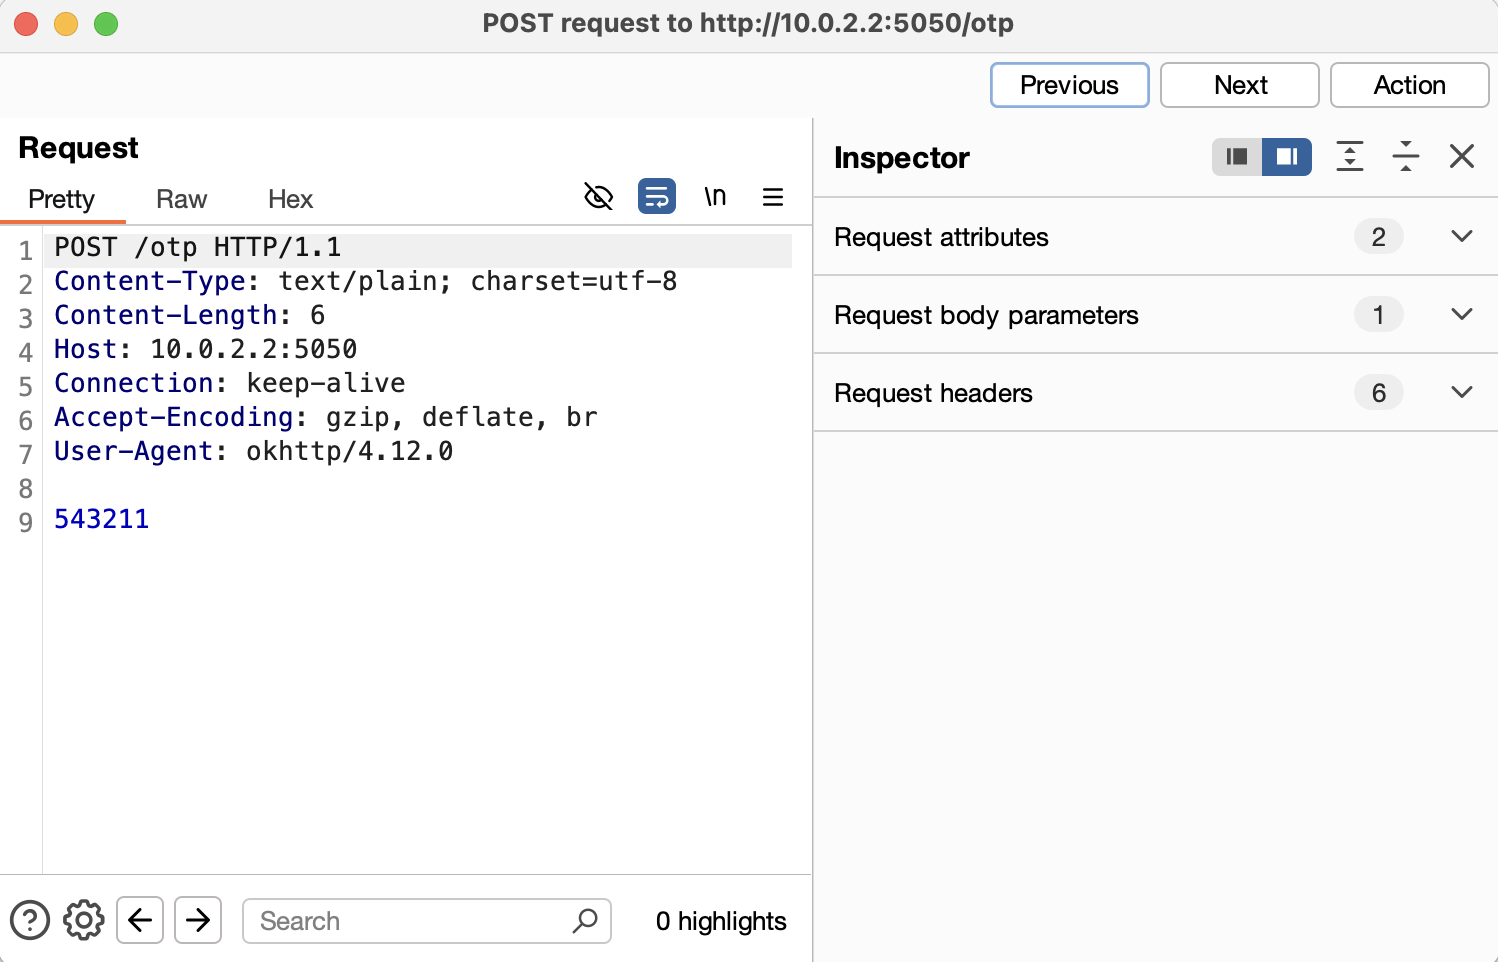 POST request to http://10.0.2.2:5050/otp
Previous
Next
Action
Request
Pretty
Raw
Hex
\n
1 POST /otp HTTP/1.1
2 Content-Type: text/plain; charset=utf-8
3 Content-Length: 6
4 Host: 10.0.2.2:5050
5 Connection: keep-alive
6 Accept-Encoding: gzip, deflate, br
7 User-Agent: okhttp/4.12.0
8
9 543211
Search
0 highlights
Inspector
Request attributes 2
Request body parameters 1
Request headers 6